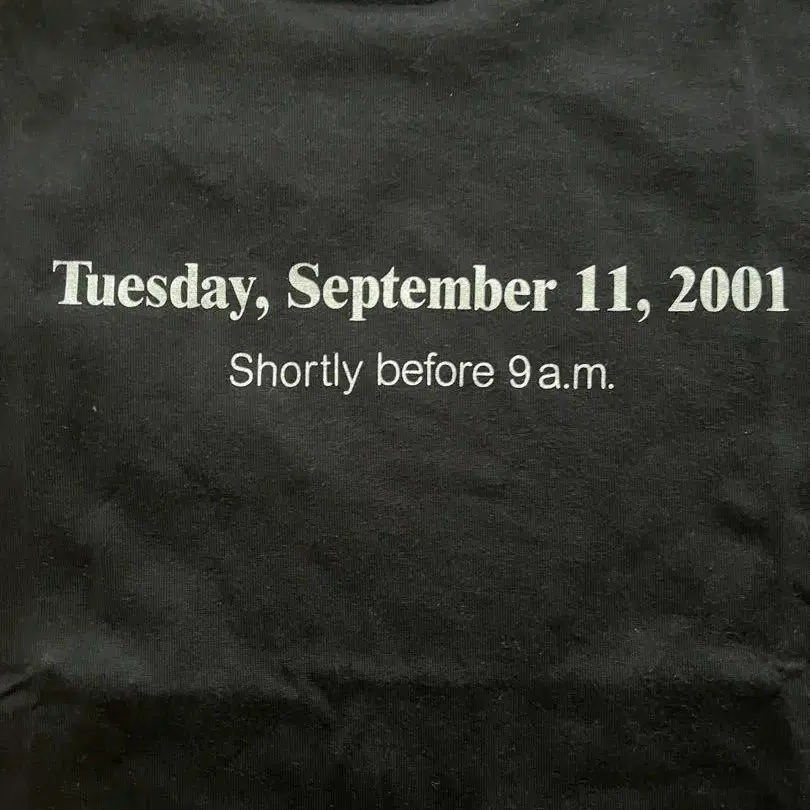 Tuesday, September 11, 2001
Shortly before 9 a.m.